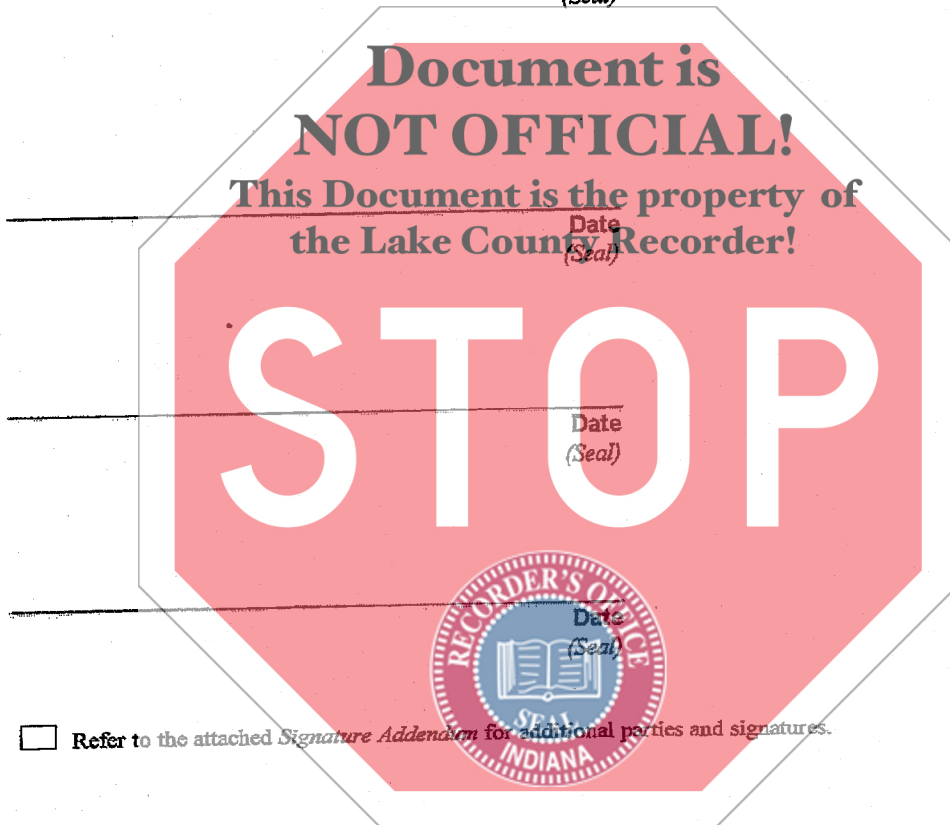 (Seal)
Document is
NOT OFFICIAL!
This Document is the property of
the Lake County Recorder!
Date
(Seal)
STOP
Date
(Seal)
RECORDER'S OFFICE
Date
(Seal)
SEAL
INDIANA
Refer to the attached Signature Addendum for additional parties and signatures.